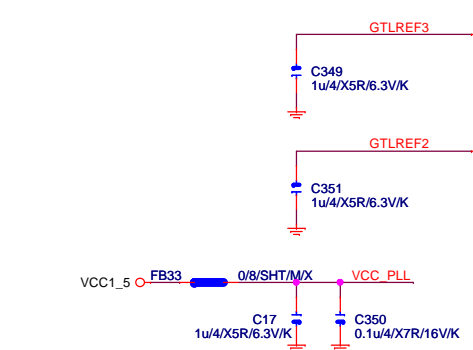 GTLREF3
C349
1u/4/X5R/6.3V/K
GTLREF2
C351
1u/4/X5R/6.3V/K
VCC1_5 FB33 0/8/SHT/M/X VCC_PLL
C17 C350
1u/4/X5R/6.3V/K 0.1u/4/X7R/16V/K